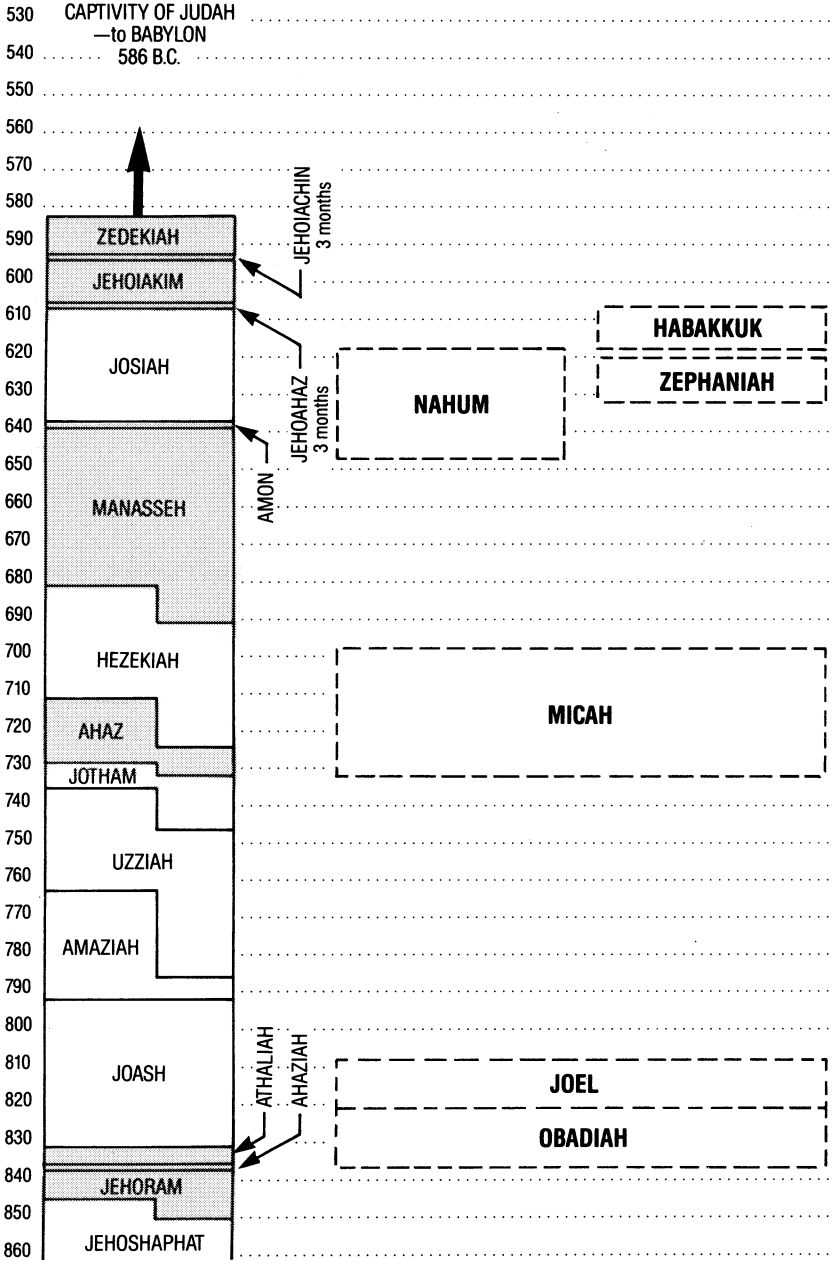 530 CAPTIVITY OF JUDAH
—to BABYLON
540 586 B.C.
550
560
570
580
JEHOIACHIN
3 months
590 ZEDEKIAH
600 JEHOIAKIM
610
HABAKKUK
620
JOSIAH
ZEPHANIAH
630
NAHUM
JEHOAHAZ
3 months
640
650
AMON
660 MANASSEH
670
680
690
700 HEZEKIAH
710
MICAH
720 AHAZ
730
JOTHAM
740
750
UZZIAH
760
770
780 AMAZIAH
790
800
ATHALIAH
AHAZIAH
810
JOASH
JOEL
820
830
OBADIAH
840
JEHORAM
850
JEHOSHAPHAT
860